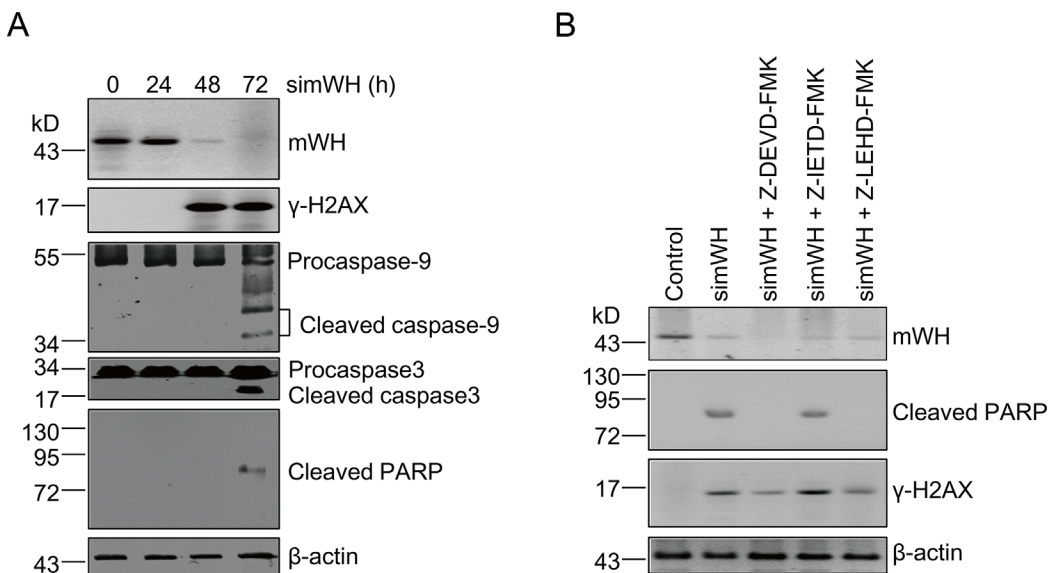 A
0 24 48 72 simWH (h)
kD
43 mWH
17 γ-H2AX
55 Procaspase-9
Cleaved caspase-9
34
34 Procaspase3
17 Cleaved caspase3
130
95 Cleaved PARP
72
43 β-actin
B
Control
simWH
simWH + Z-DEVD-FMK
simWH + Z-IETD-FMK
simWH + Z-LEHD-FMK
kD
43 mWH
130
95 Cleaved PARP
72
17 γ-H2AX
43 β-actin